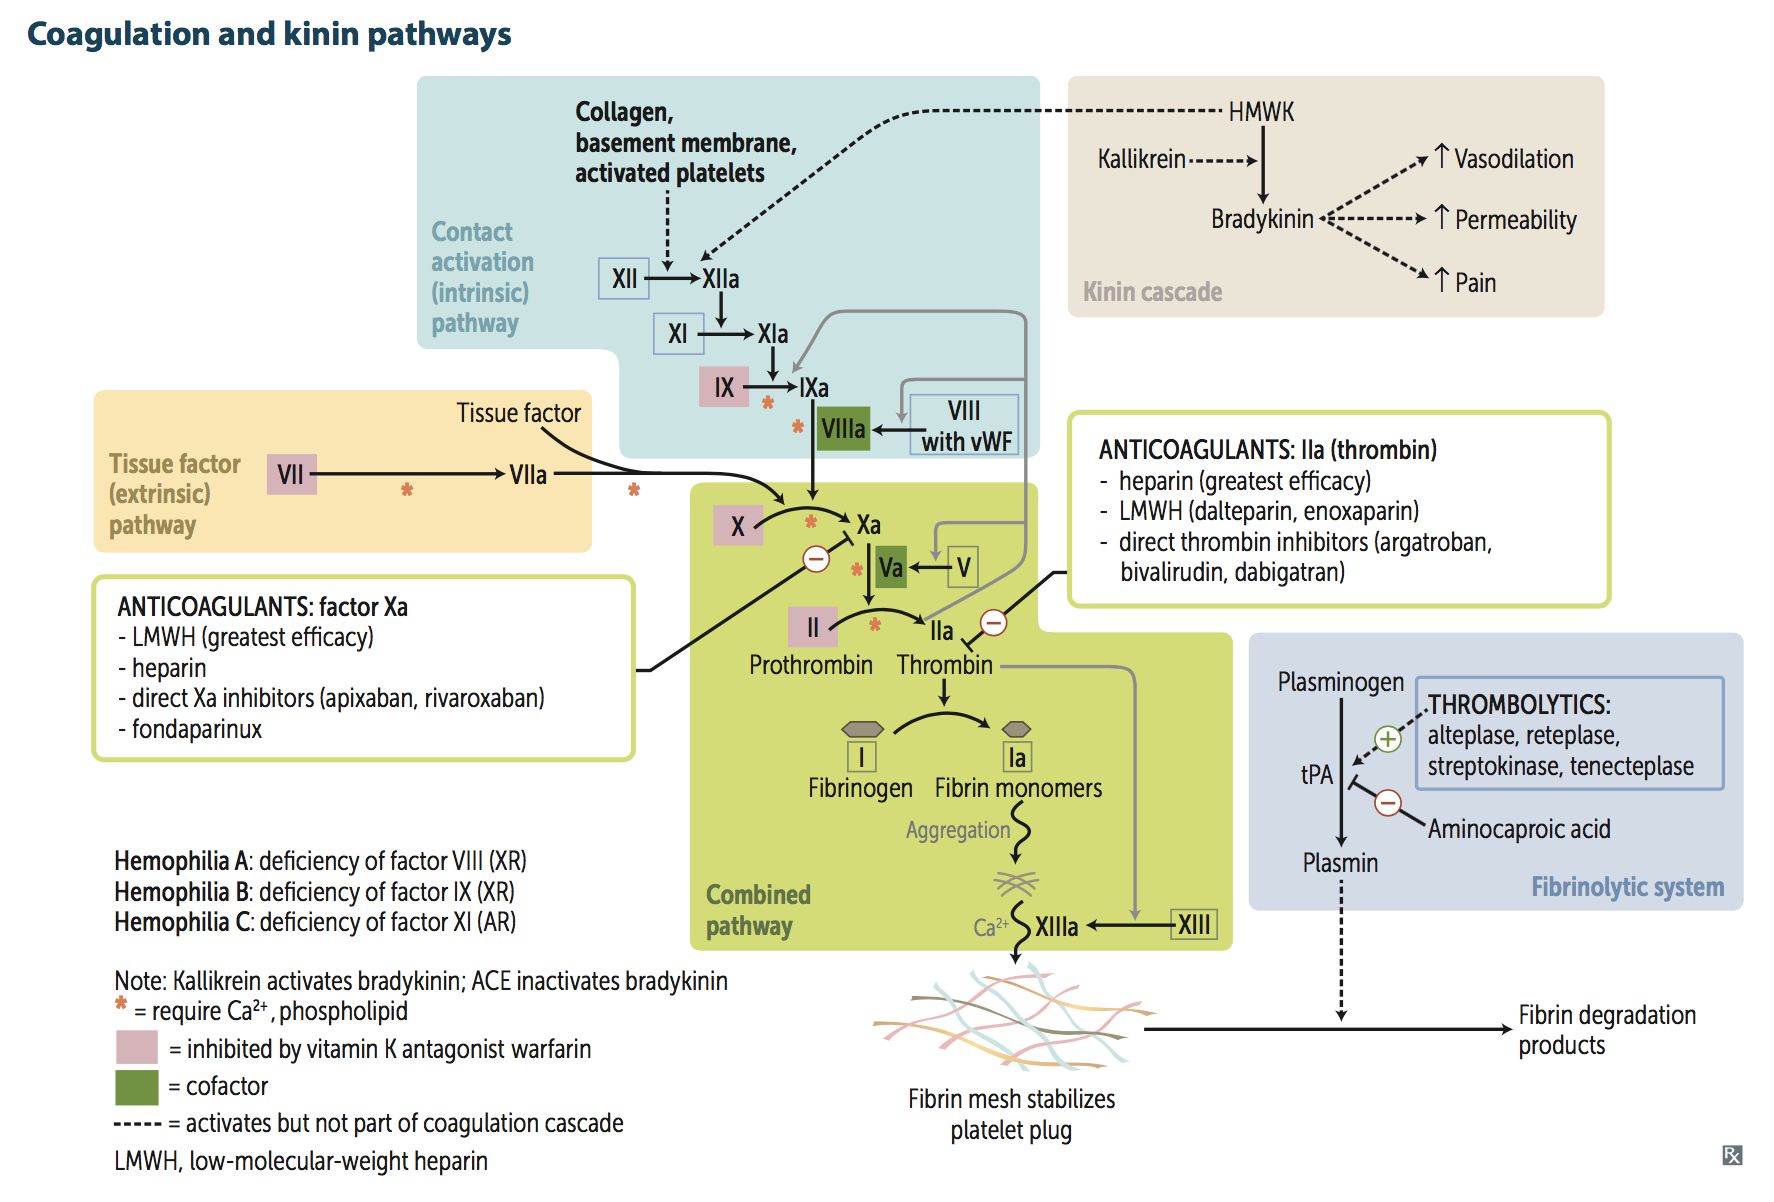 Coagulation and kinin pathways
Collagen,
basement membrane,
activated platelets
Contact
activation
(intrinsic)
pathway
XII
XIIa
XI
XIa
IX
IXa
*
*
VIIIa
VIII
with vWF
HMWK
Kallikrein
Bradykinin
↑ Vasodilation
↑ Permeability
↑ Pain
Kinin cascade
Tissue factor
Tissue factor
(extrinsic)
pathway
VII
VIIa
*
*
X
*
Xa
−
*
Va
V
II
*
IIa
−
Prothrombin
Thrombin
I
Ia
Fibrinogen
Fibrin monomers
Aggregation
Combined
pathway
Ca2+
XIIIa
XIII
ANTICOAGULANTS: IIa (thrombin)
- heparin (greatest efficacy)
- LMWH (dalteparin, enoxaparin)
- direct thrombin inhibitors (argatroban,
bivalirudin, dabigatran)
ANTICOAGULANTS: factor Xa
- LMWH (greatest efficacy)
- heparin
- direct Xa inhibitors (apixaban, rivaroxaban)
- fondaparinux
Plasminogen
THROMBOLYTICS:
alteplase, reteplase,
streptokinase, tenecteplase
+
tPA
−
Aminocaproic acid
Plasmin
Fibrinolytic system
Fibrin degradation
products
Fibrin mesh stabilizes
platelet plug
Hemophilia A: deficiency of factor VIII (XR)
Hemophilia B: deficiency of factor IX (XR)
Hemophilia C: deficiency of factor XI (AR)
Note: Kallikrein activates bradykinin; ACE inactivates bradykinin
* = require Ca2+, phospholipid
= inhibited by vitamin K antagonist warfarin
= cofactor
= activates but not part of coagulation cascade
LMWH, low-molecular-weight heparin
Rx